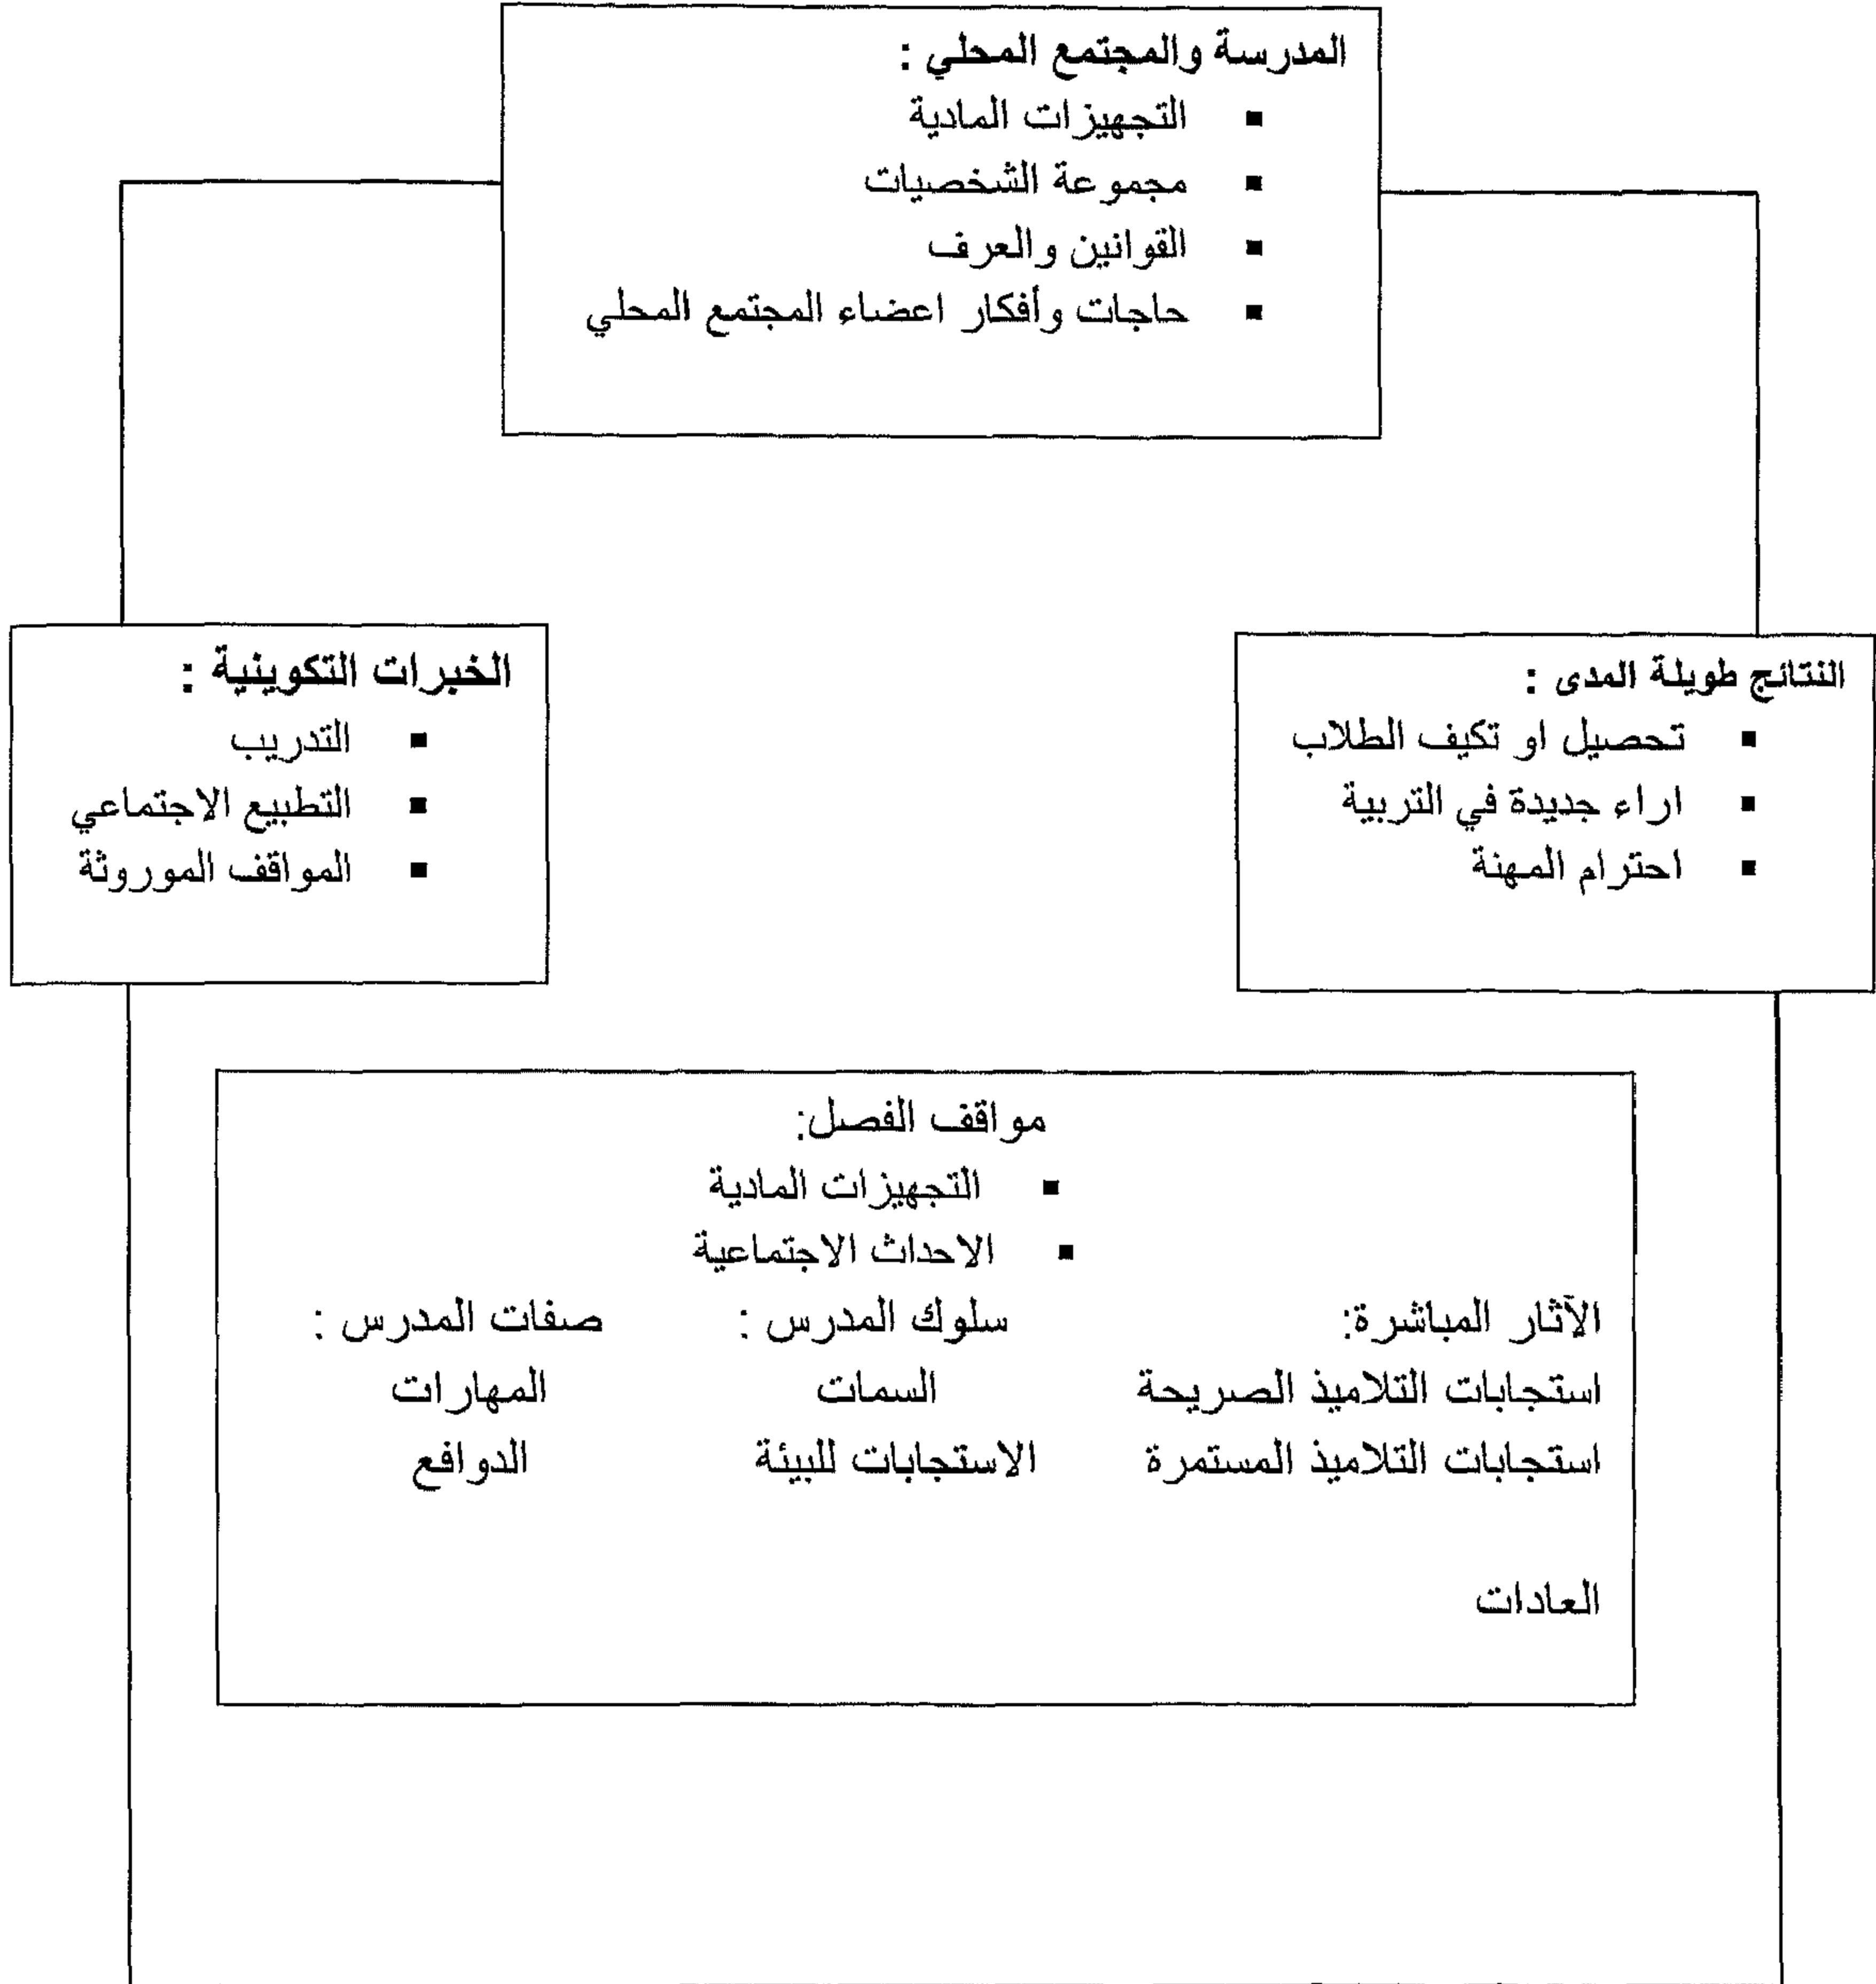 المدرسة والمجتمع المحلي :
▪ التجهيزات المادية
▪ مجموعة الشخصيات
▪ القوانين والعرف
▪ حاجات وأفكار اعضاء المجتمع المحلي
النتائج طويلة المدى :
▪ تحصيل او تكيف الطلاب
▪ اراء جديدة في التربية
▪ احترام المهنة
الخبرات التكوينية :
▪ التدريب
▪ التطبيع الاجتماعي
▪ المواقف الموروثة
مواقف الفصل:
▪ التجهيزات المادية
▪ الاحداث الاجتماعية
الآثار المباشرة: سلوك المدرس : صفات المدرس :
استجابات التلاميذ الصريحة السمات المهارات
استجابات التلاميذ المستمرة الاستجابات للبيئة الدوافع
العادات